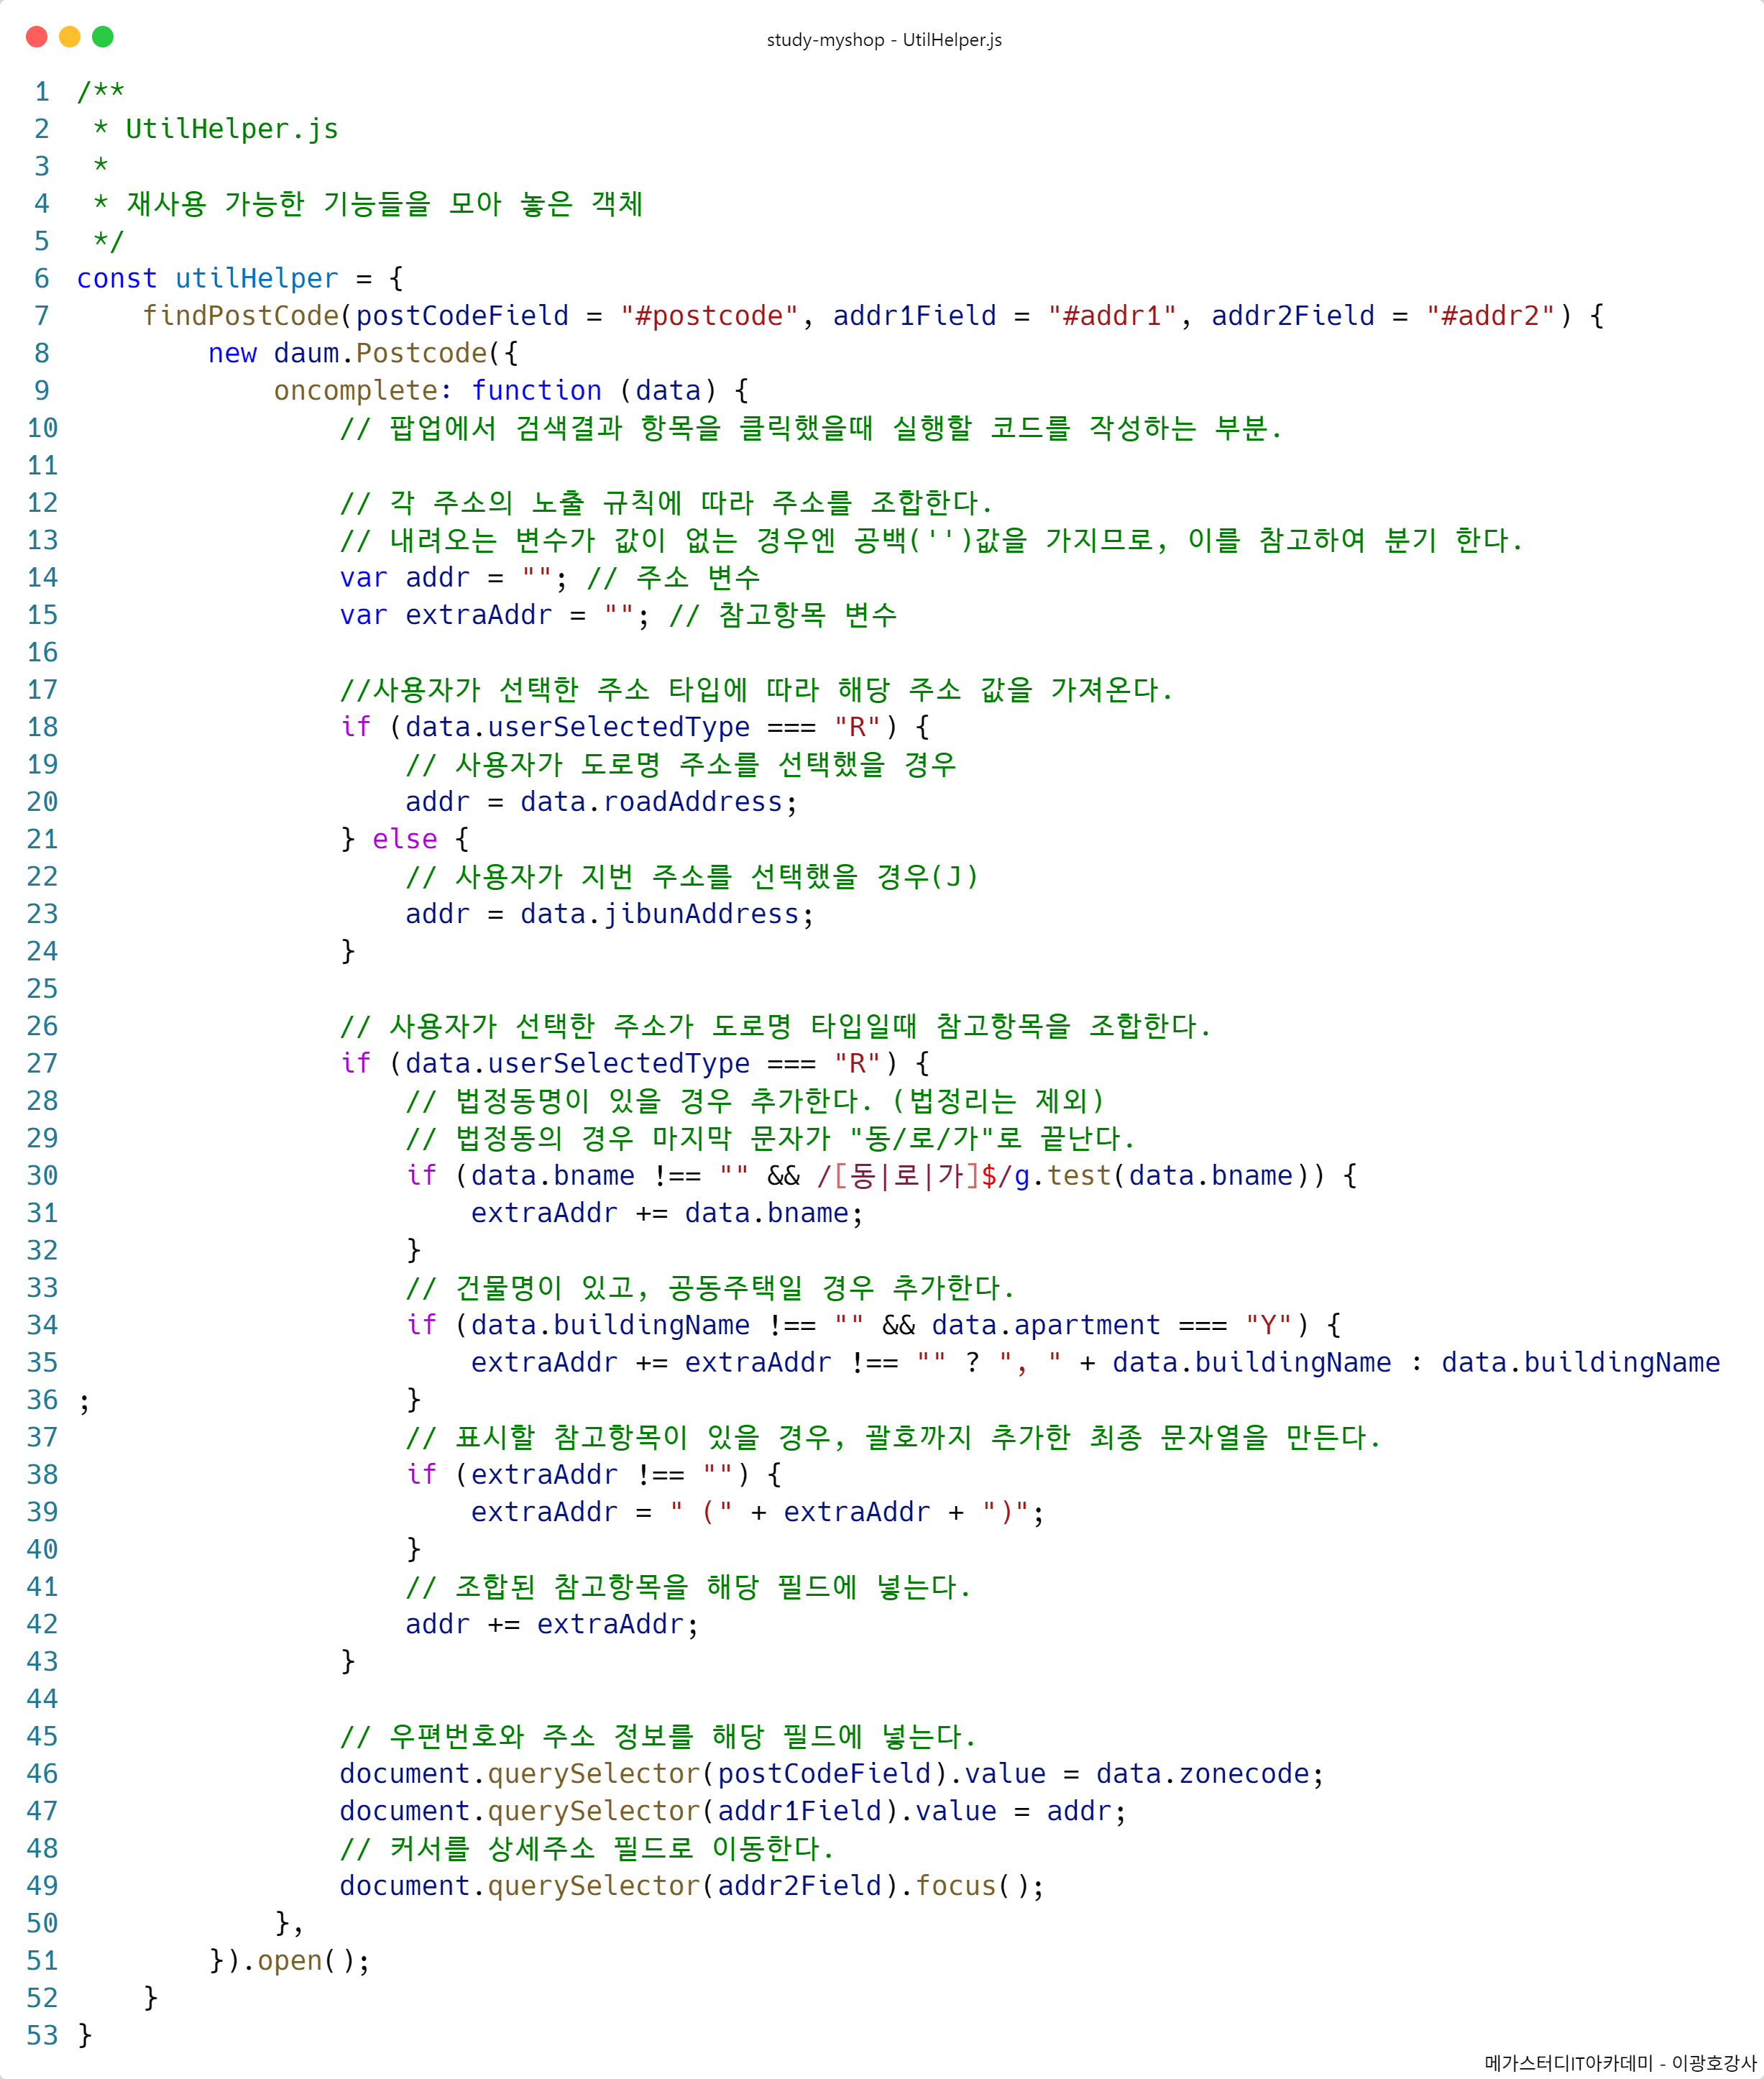 study-myshop - UtilHelper.js
1 /**
2  * UtilHelper.js
3  *
4  * 재사용 가능한 기능들을 모아 놓은 객체
5  */
6 const utilHelper = {
7     findPostCode(postCodeField = "#postcode", addr1Field = "#addr1", addr2Field = "#addr2") {
8         new daum.Postcode({
9             oncomplete: function (data) {
10                 // 팝업에서 검색결과 항목을 클릭했을때 실행할 코드를 작성하는 부분.
11
12                 // 각 주소의 노출 규칙에 따라 주소를 조합한다.
13                 // 내려오는 변수가 값이 없는 경우엔 공백('')값을 가지므로, 이를 참고하여 분기 한다.
14                 var addr = ""; // 주소 변수
15                 var extraAddr = ""; // 참고항목 변수
16
17                 //사용자가 선택한 주소 타입에 따라 해당 주소 값을 가져온다.
18                 if (data.userSelectedType === "R") {
19                     // 사용자가 도로명 주소를 선택했을 경우
20                     addr = data.roadAddress;
21                 } else {
22                     // 사용자가 지번 주소를 선택했을 경우(J)
23                     addr = data.jibunAddress;
24                 }
25
26                 // 사용자가 선택한 주소가 도로명 타입일때 참고항목을 조합한다.
27                 if (data.userSelectedType === "R") {
28                     // 법정동명이 있을 경우 추가한다. (법정리는 제외)
29                     // 법정동의 경우 마지막 문자가 "동/로/가"로 끝난다.
30                     if (data.bname !== "" && /[동|로|가]$/g.test(data.bname)) {
31                         extraAddr += data.bname;
32                     }
33                     // 건물명이 있고, 공동주택일 경우 추가한다.
34                     if (data.buildingName !== "" && data.apartment === "Y") {
35                         extraAddr += extraAddr !== "" ? ", " + data.buildingName : data.buildingName
36 ;                    }
37                     // 표시할 참고항목이 있을 경우, 괄호까지 추가한 최종 문자열을 만든다.
38                     if (extraAddr !== "") {
39                         extraAddr = " (" + extraAddr + ")";
40                     }
41                     // 조합된 참고항목을 해당 필드에 넣는다.
42                     addr += extraAddr;
43                 }
44
45                 // 우편번호와 주소 정보를 해당 필드에 넣는다.
46                 document.querySelector(postCodeField).value = data.zonecode;
47                 document.querySelector(addr1Field).value = addr;
48                 // 커서를 상세주소 필드로 이동한다.
49                 document.querySelector(addr2Field).focus();
50             },
51         }).open();
52     }
53 }
메가스터디IT아카데미 - 이광호강사